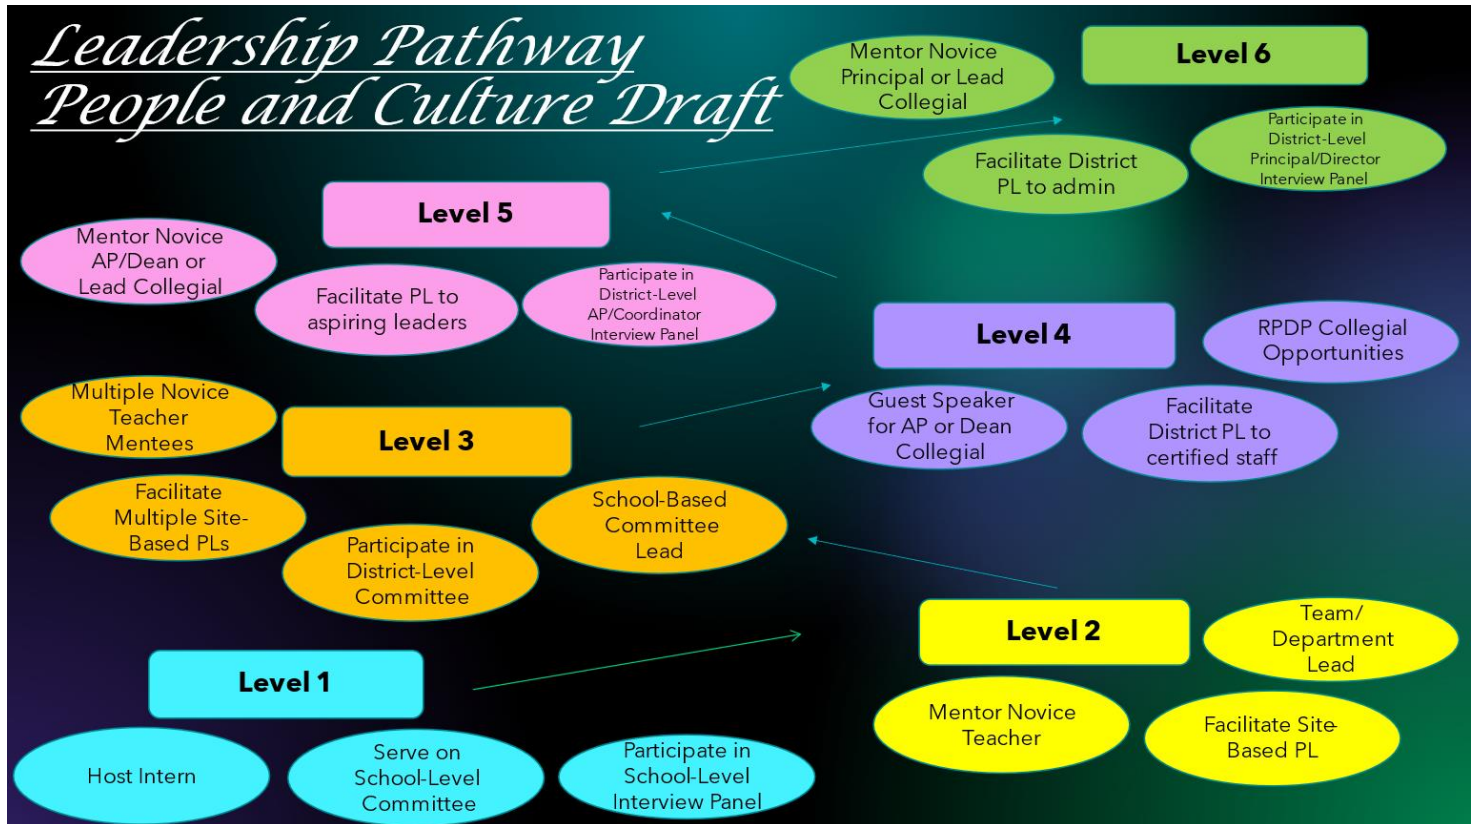 Leadership Pathway
People and Culture Draft
Level 6
Mentor Novice
Principal or Lead
Collegial
Facilitate District
PL to admin
Participate in
District-Level
Principal/Director
Interview Panel
Level 5
Mentor Novice
AP/Dean or
Lead Collegial
Facilitate PL to
aspiring leaders
Participate in
District-Level
AP/Coordinator
Interview Panel
Level 4
RPDP Collegial
Opportunities
Guest Speaker
for AP or Dean
Collegial
Facilitate
District PL to
certified staff
Level 3
Multiple Novice
Teacher
Mentees
Facilitate
Multiple Site-
Based PLs
Participate in
District-Level
Committee
School-Based
Committee
Lead
Level 2
Team/
Department
Lead
Mentor Novice
Teacher
Facilitate Site-
Based PL
Level 1
Host Intern
Serve on
School-Level
Committee
Participate in
School-Level
Interview Panel